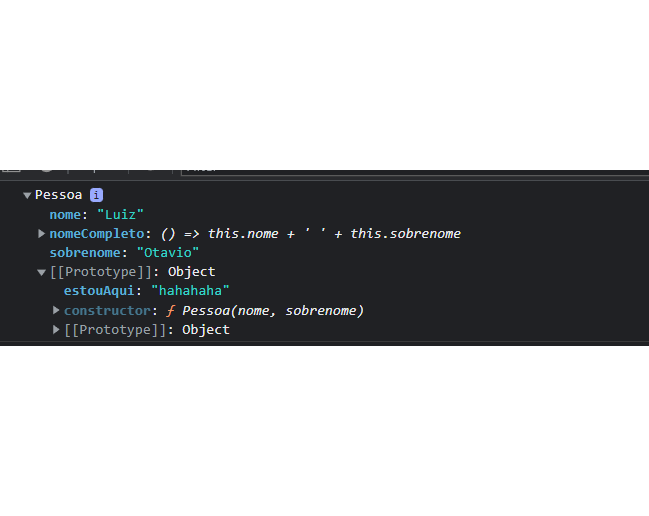 Pessoa i
nome: "Luiz"
nomeCompleto: () => this.nome + ' ' + this.sobrenome
sobrenome: "Otavio"
[[Prototype]]: Object
estouAqui: "hahahaha"
constructor: ƒ Pessoa(nome, sobrenome)
[[Prototype]]: Object